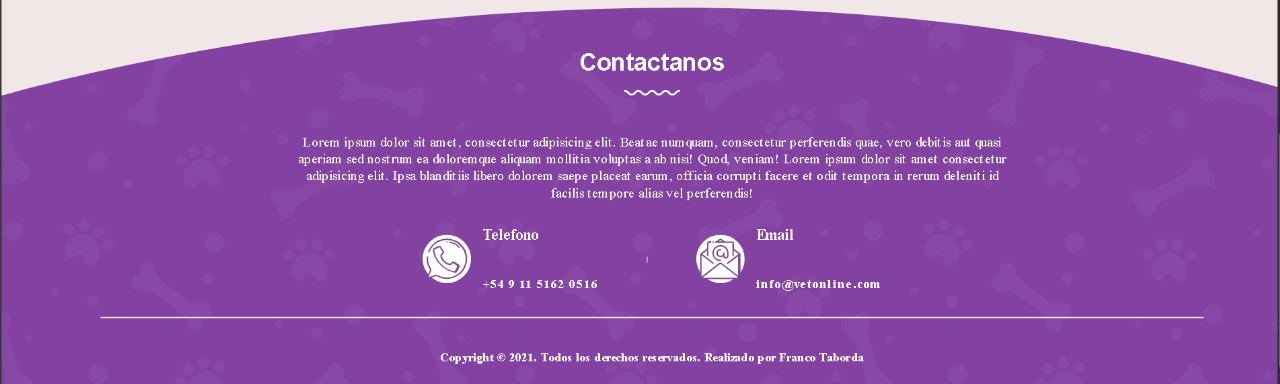 Contactanos
Lorem ipsum dolor sit amet, consectetur adipisicing elit. Beatae numquam, consectetur perferendis quae, vero debitis aut quasi
aperiam sed nostrum ea doloremque aliquam mollitia voluptas a ab nisi! Quod, veniam! Lorem ipsum dolor sit amet consectetur
adipisicing elit. Ipsa blanditiis libero dolorem saepe placeat earum, officia corrupti facere et odit tempora in rerum deleniti id
facilis tempore alias vel perferendis!
Telefono
+54 9 11 5162 0516
Email
info@vetonline.com
Copyright © 2021. Todos los derechos reservados. Realizado por Franco Taborda